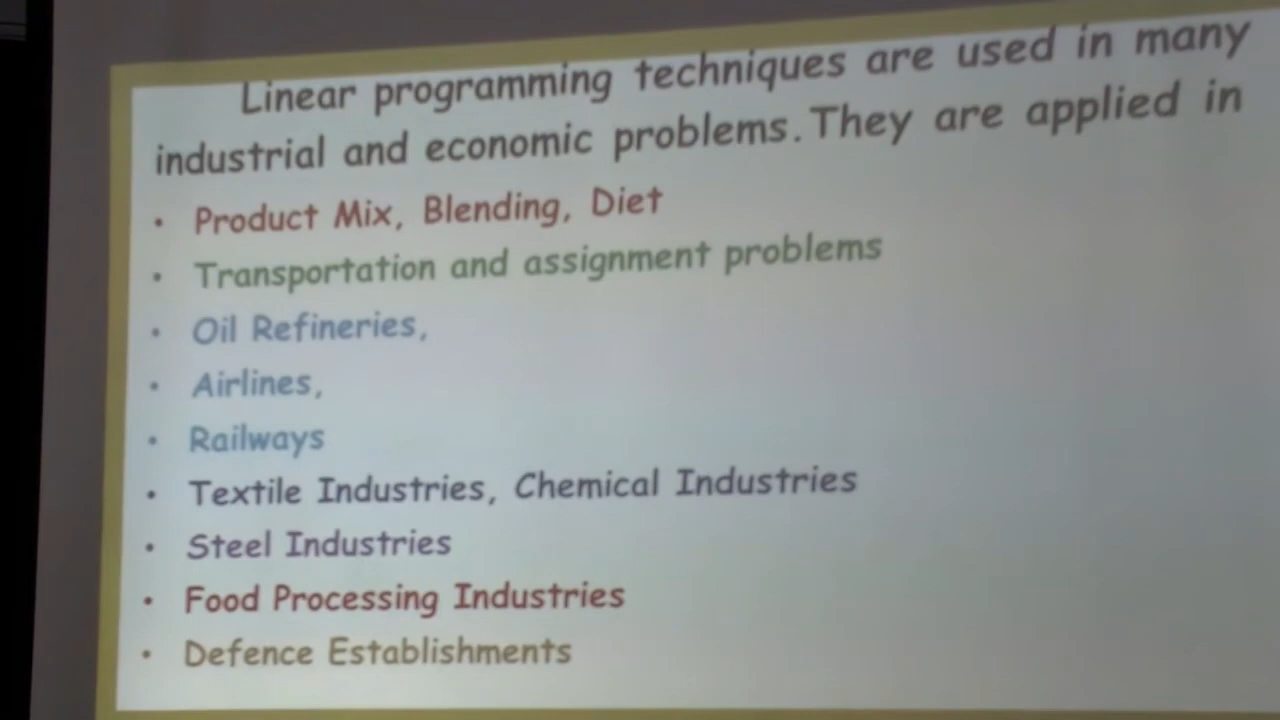 Linear programming techniques are used in many
industrial and economic problems. They are applied in
• Product Mix, Blending, Diet
• Transportation and assignment problems
• Oil Refineries,
• Airlines,
• Railways
• Textile Industries, Chemical Industries
• Steel Industries
• Food Processing Industries
• Defence Establishments